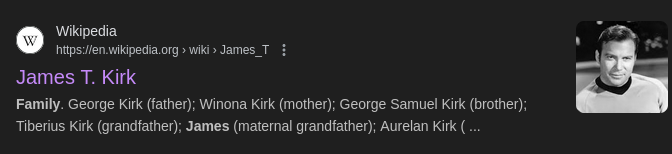 W
Wikipedia
https://en.wikipedia.org › wiki › James_T
James T. Kirk
Family. George Kirk (father); Winona Kirk (mother); George Samuel Kirk (brother);
Tiberius Kirk (grandfather); James (maternal grandfather); Aurelan Kirk ( ...